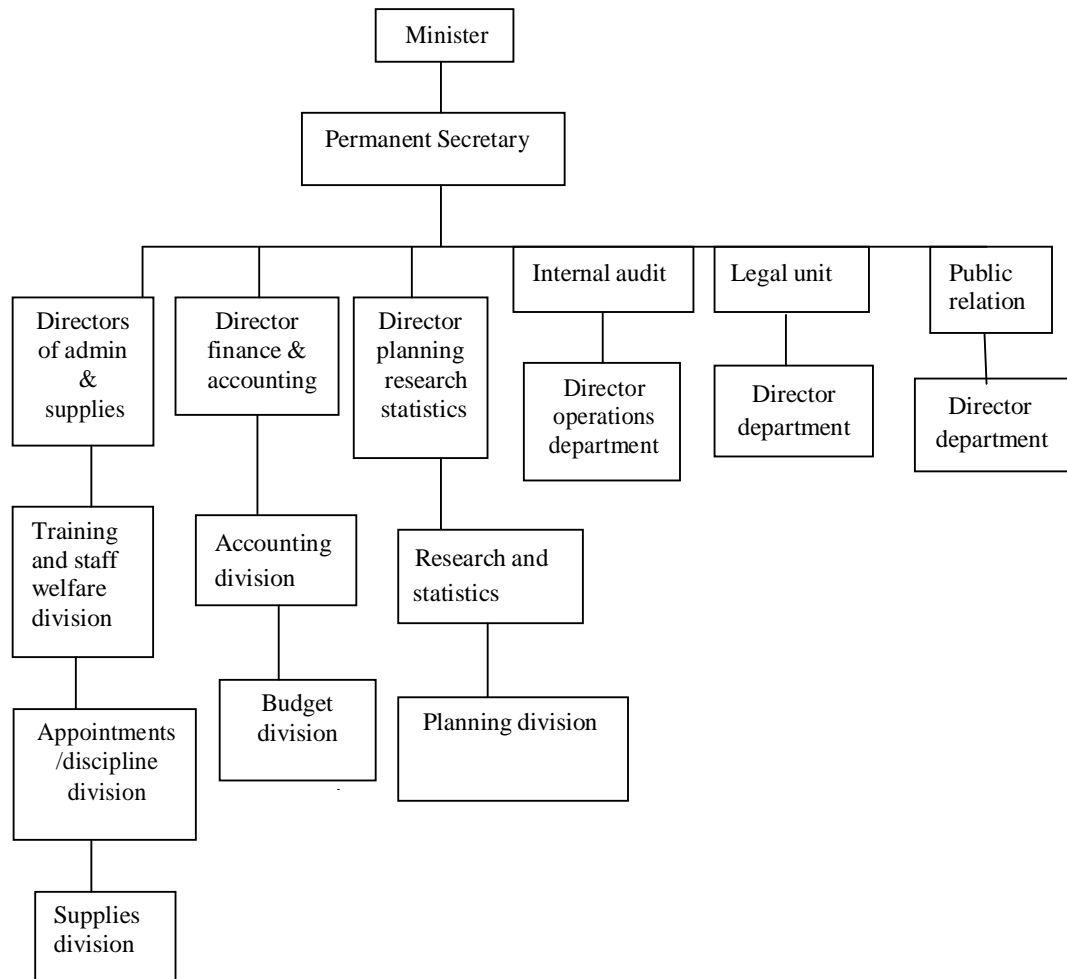 Minister
Permanent Secretary
Internal audit
Legal unit
Public
relation
Directors
of admin
&
supplies
Director
finance &
accounting
Director
planning
research
statistics
Director
operations
department
Director
department
Director
department
Training
and staff
welfare
division
Accounting
division
Research and
statistics
Budget
division
Planning division
Appointments
/discipline
division
Supplies
division